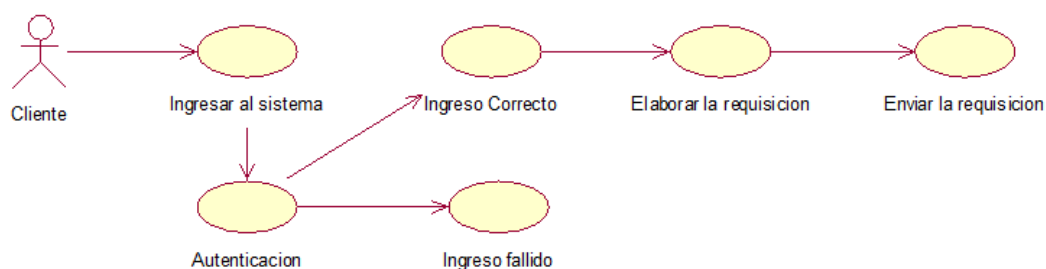 Cliente
Ingresar al sistema
Ingreso Correcto
Elaborar la requisicion
Enviar la requisicion
Autenticacion
Ingreso fallido